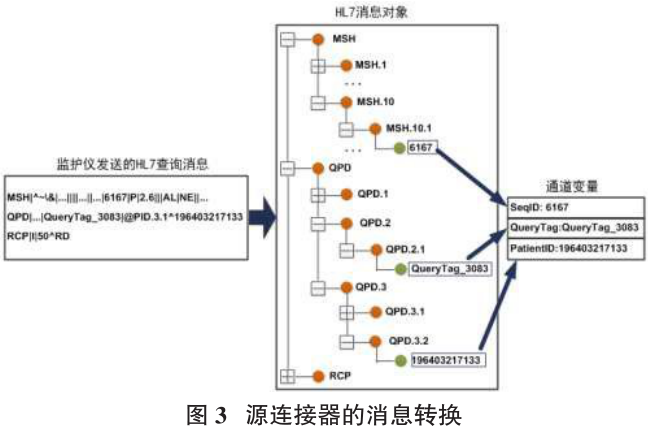 HL7消息对象
MSH
MSH.1
...
MSH.10
MSH.10.1
...
6167
监护仪发送的HL7查询消息
MSH|^~\&|...||||...||...|6167|P|2.6|||AL|NE||...
QPD|...|QueryTag_3083|@PID.3.1^196403217133
RCP|I|50^RD
QPD
QPD.1
QPD.2
QPD.2.1
QueryTag_3083
QPD.3
QPD.3.1
QPD.3.2
196403217133
RCP
通道变量
SeqID: 6167
QueryTag:QueryTag_3083
PatientID:196403217133
图 3 源连接器的消息转换